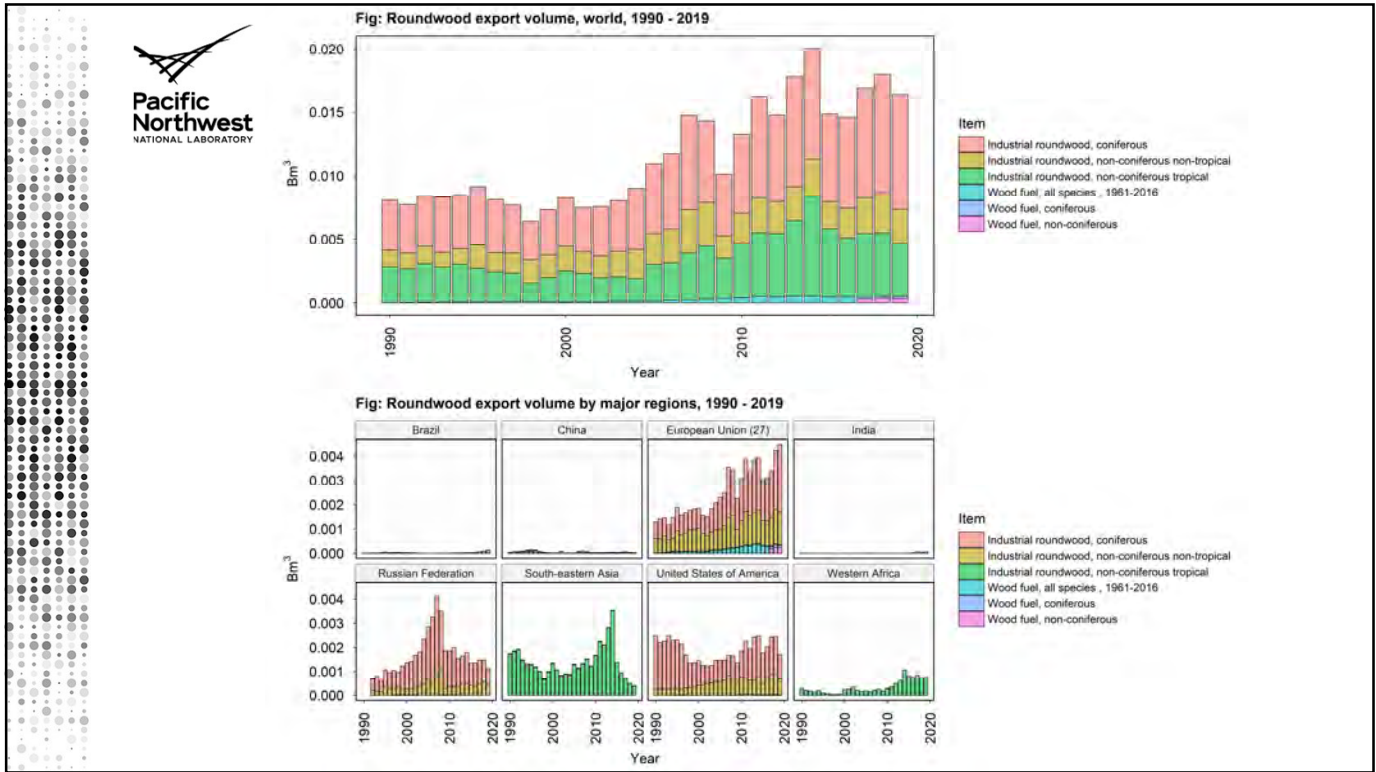 Pacific
Northwest
NATIONAL LABORATORY
Fig: Roundwood export volume, world, 1990 - 2019
0.020
0.015
0.010
0.005
0.000
Bm3
1990
2000
2010
2020
Year
Item
Industrial roundwood, coniferous
Industrial roundwood, non-coniferous non-tropical
Industrial roundwood, non-coniferous tropical
Wood fuel, all species , 1961-2016
Wood fuel, coniferous
Wood fuel, non-coniferous
Fig: Roundwood export volume by major regions, 1990 - 2019
Brazil
China
European Union (27)
India
0.004
0.003
0.002
0.001
0.000
Bm3
Russian Federation
South-eastern Asia
United States of America
Western Africa
0.004
0.003
0.002
0.001
0.000
1990
2000
2010
2020
1990
2000
2010
2020
1990
2000
2010
2020
1990
2000
2010
2020
Year
Item
Industrial roundwood, coniferous
Industrial roundwood, non-coniferous non-tropical
Industrial roundwood, non-coniferous tropical
Wood fuel, all species , 1961-2016
Wood fuel, coniferous
Wood fuel, non-coniferous